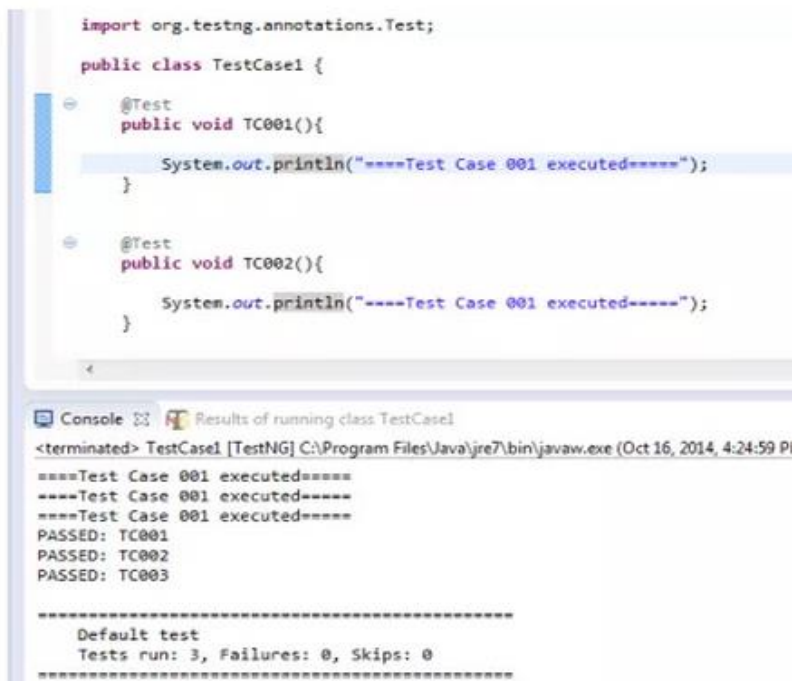 import org.testng.annotations.Test;
public class TestCase1 {
@Test
public void TC001(){
System.out.println("====Test Case 001 executed=====");
}
@Test
public void TC002(){
System.out.println("====Test Case 001 executed=====");
}
Console Results of running class TestCase1
<terminated> TestCase1 [TestNG] C:\Program Files\Java\jre7\bin\javaw.exe (Oct 16, 2014, 4:24:59 P
====Test Case 001 executed=====
====Test Case 001 executed=====
====Test Case 001 executed=====
PASSED: TC001
PASSED: TC002
PASSED: TC003
===============================================
Default test
Tests run: 3, Failures: 0, Skips: 0
===============================================